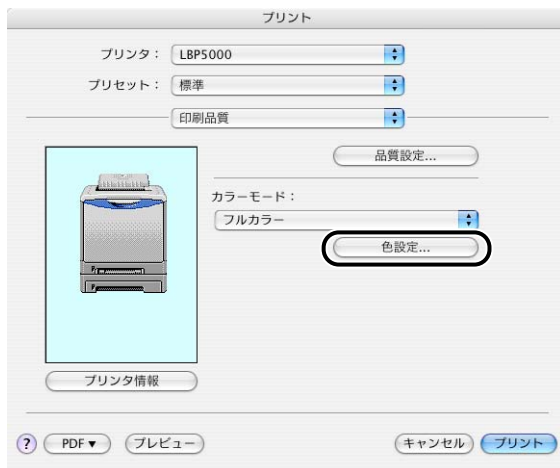 プリント
プリンタ： LBP5000
プリセット： 標準
印刷品質
品質設定...
カラーモード：
フルカラー
色設定...
プリンタ情報
? PDF▼ プレビュー キャンセル プリント